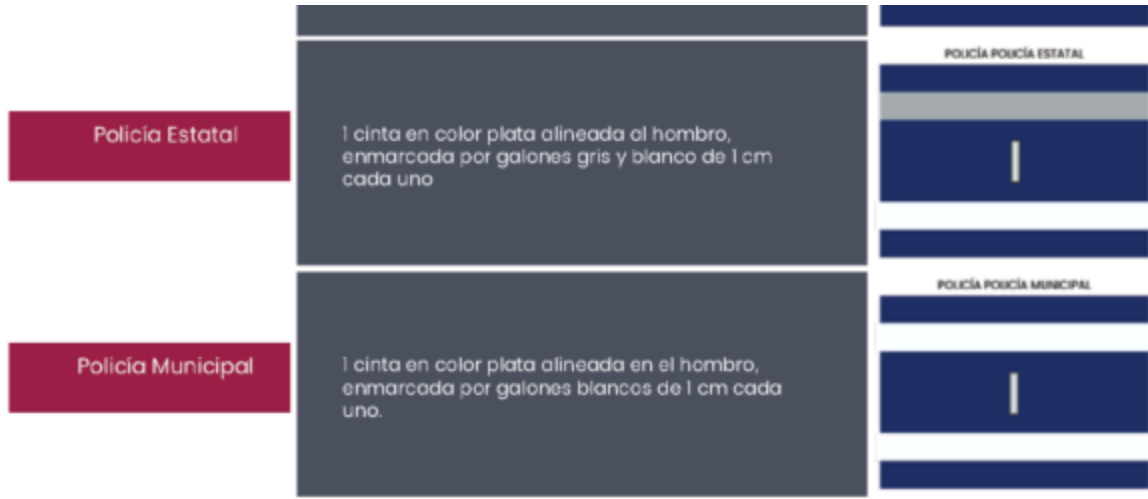 POLICÍA POLICÍA ESTATAL
Policía Estatal
1 cinta en color plata alineada al hombro,
enmarcada por galones gris y blanco de 1 cm
cada uno
POLICÍA POLICÍA MUNICIPAL
Policía Municipal
1 cinta en color plata alineada en el hombro,
enmarcada por galones blancos de 1 cm cada
uno.